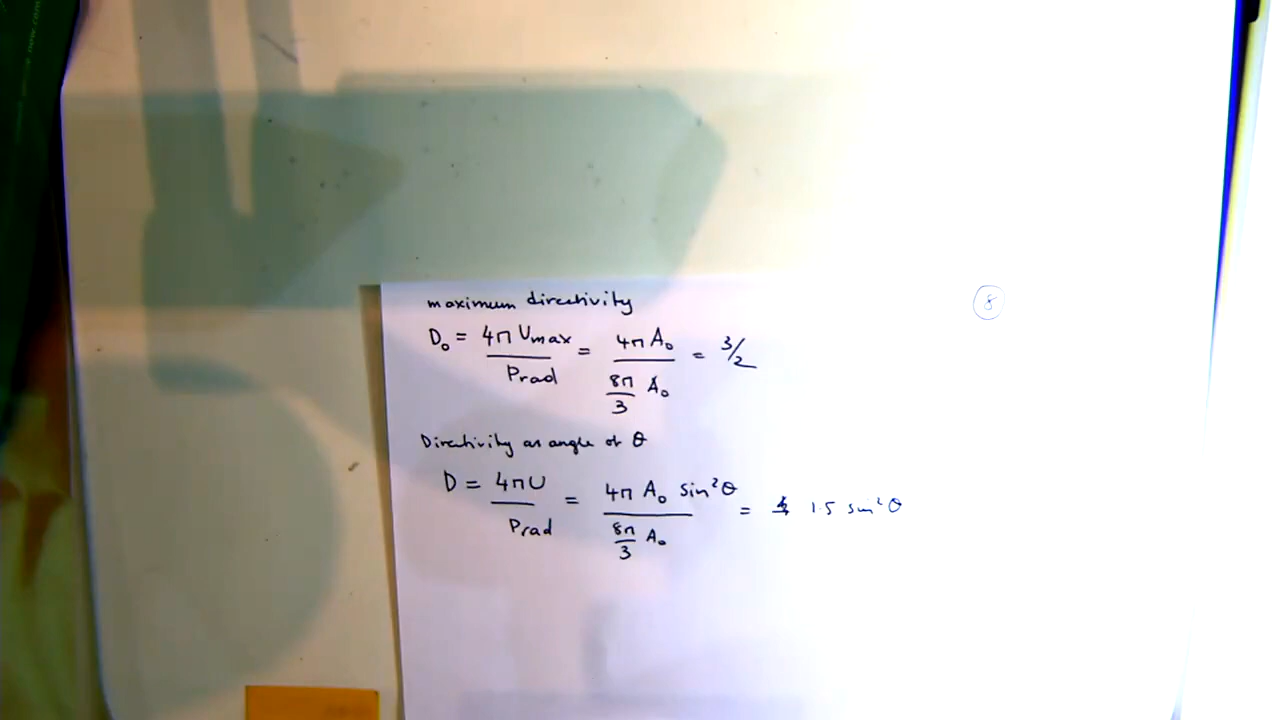 maximum directivity
8
D₀ = 4π Umax / Prad = 4π A₀ / (8π/3 A₀) = 3/2
Directivity as angle of θ
D = 4πU / Prad = 4π A₀ sin²θ / (8π/3 A₀) = 1.5 sin²θ